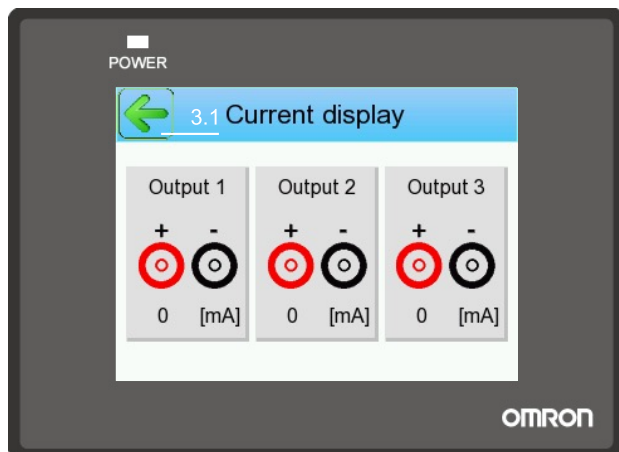 POWER
3.1 Current display
Output 1 Output 2 Output 3
+ - + - + -
0 [mA] 0 [mA] 0 [mA]
OMRON